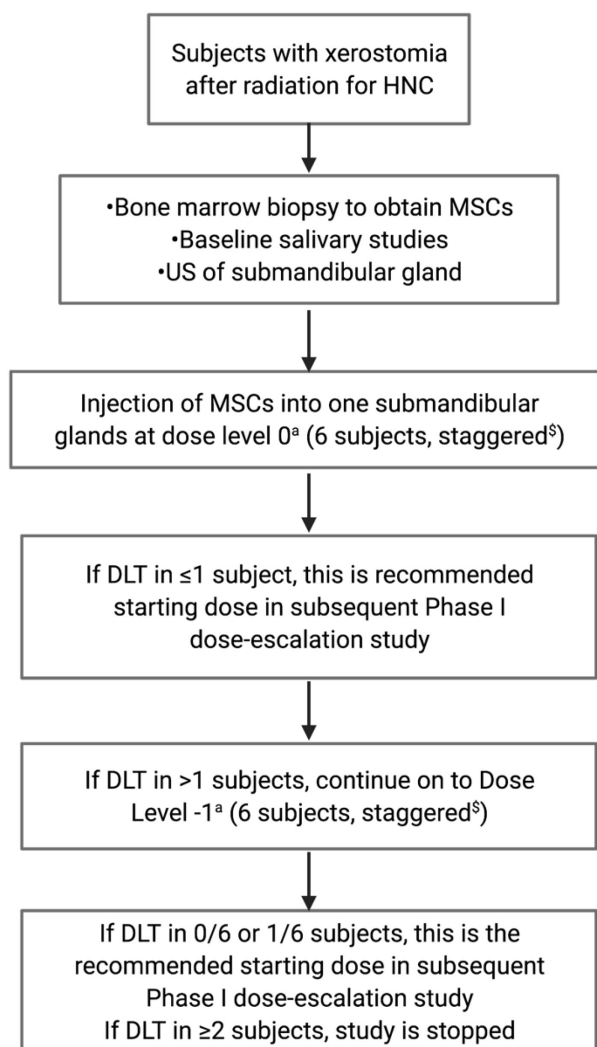 Subjects with xerostomia
after radiation for HNC
•Bone marrow biopsy to obtain MSCs
•Baseline salivary studies
•US of submandibular gland
Injection of MSCs into one submandibular
glands at dose level 0ᵃ (6 subjects, staggered$)
If DLT in ≤1 subject, this is recommended
starting dose in subsequent Phase I
dose-escalation study
If DLT in >1 subjects, continue on to Dose
Level -1ᵃ (6 subjects, staggered$)
If DLT in 0/6 or 1/6 subjects, this is the
recommended starting dose in subsequent
Phase I dose-escalation study
If DLT in ≥2 subjects, study is stopped